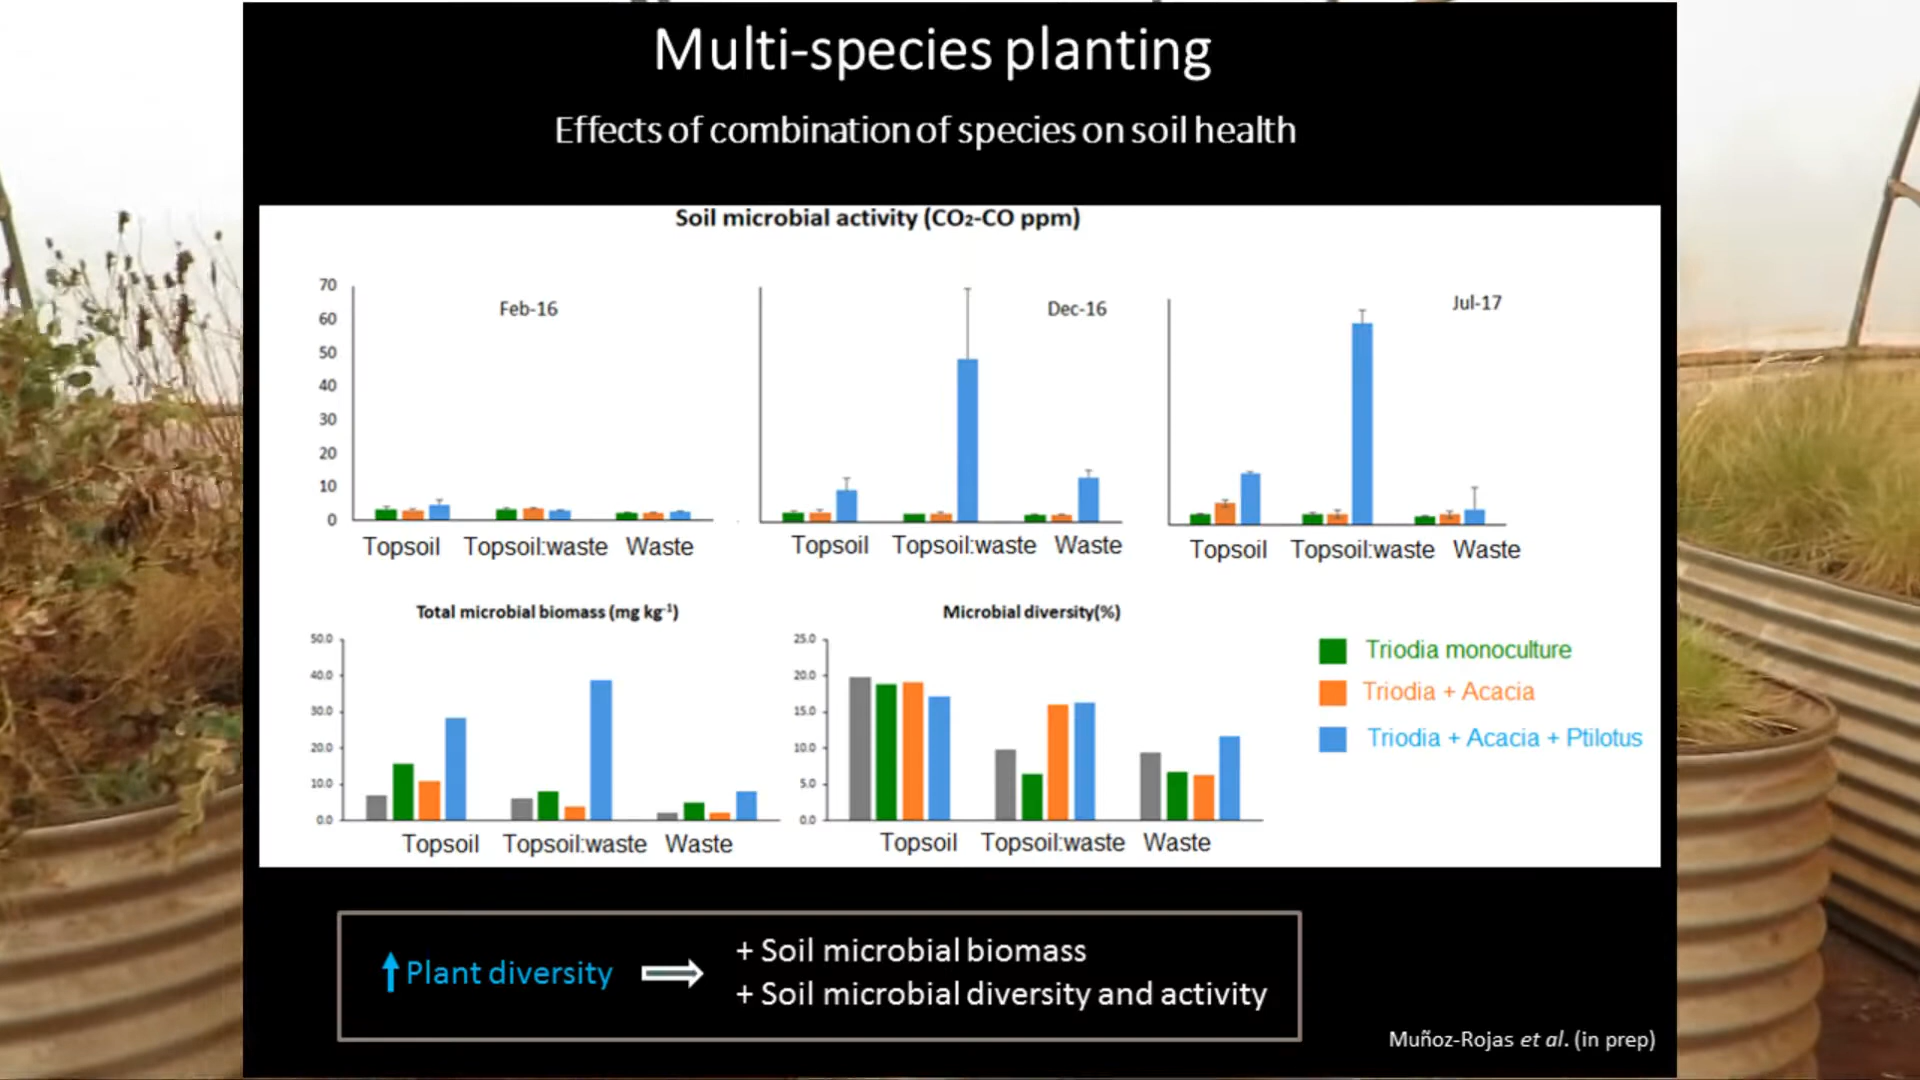 Multi-species planting
Effects of combination of species on soil health
Soil microbial activity (CO₂-CO ppm)
70
60
50
40
30
20
10
0
Feb-16
Topsoil Topsoil:waste Waste
Dec-16
Topsoil Topsoil:waste Waste
Jul-17
Topsoil Topsoil:waste Waste
Total microbial biomass (mg kg⁻¹)
50.0
40.0
30.0
20.0
10.0
0.0
Topsoil Topsoil:waste Waste
Microbial diversity(%)
25.0
20.0
15.0
10.0
5.0
0.0
Topsoil Topsoil:waste Waste
Triodia monoculture
Triodia + Acacia
Triodia + Acacia + Ptilotus
Plant diversity
+ Soil microbial biomass
+ Soil microbial diversity and activity
Muñoz-Rojas et al. (in prep)